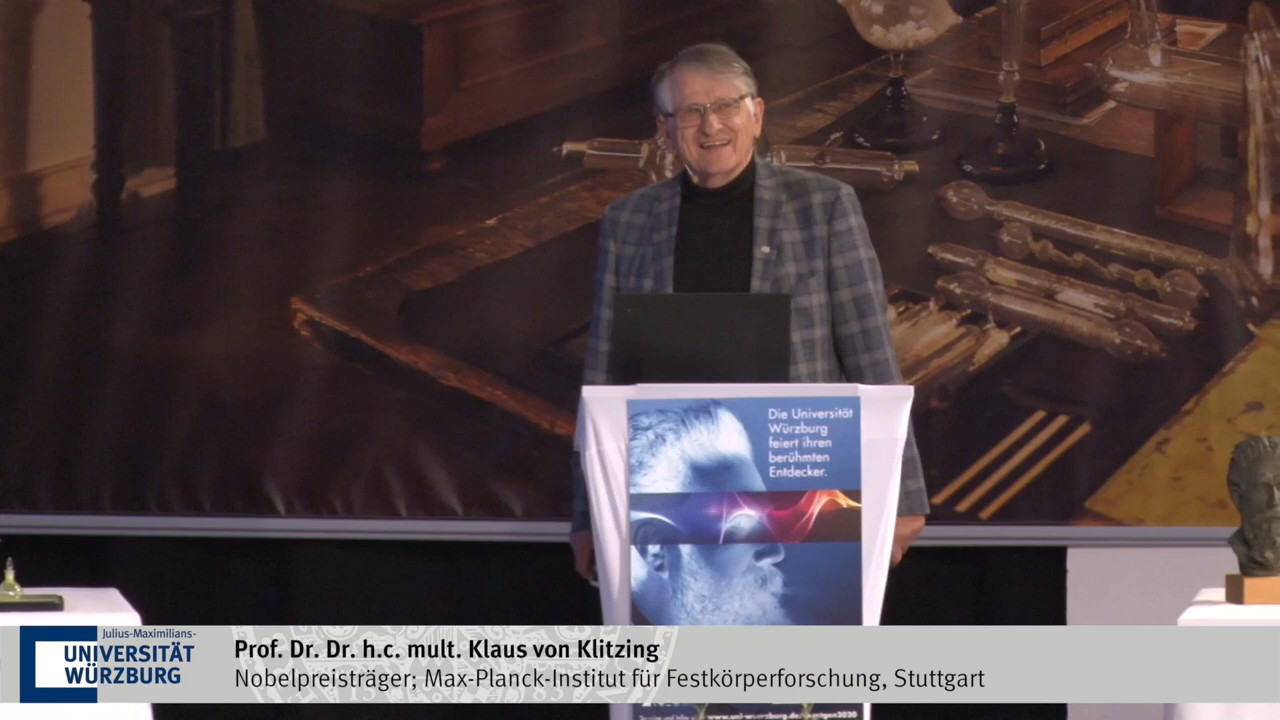 Die Universität
Würzburg
feiert ihren
berühmten
Entdecker.
Julius-Maximilians-
UNIVERSITÄT
WÜRZBURG
Prof. Dr. Dr. h.c. mult. Klaus von Klitzing
Nobelpreisträger; Max-Planck-Institut für Festkörperforschung, Stuttgart